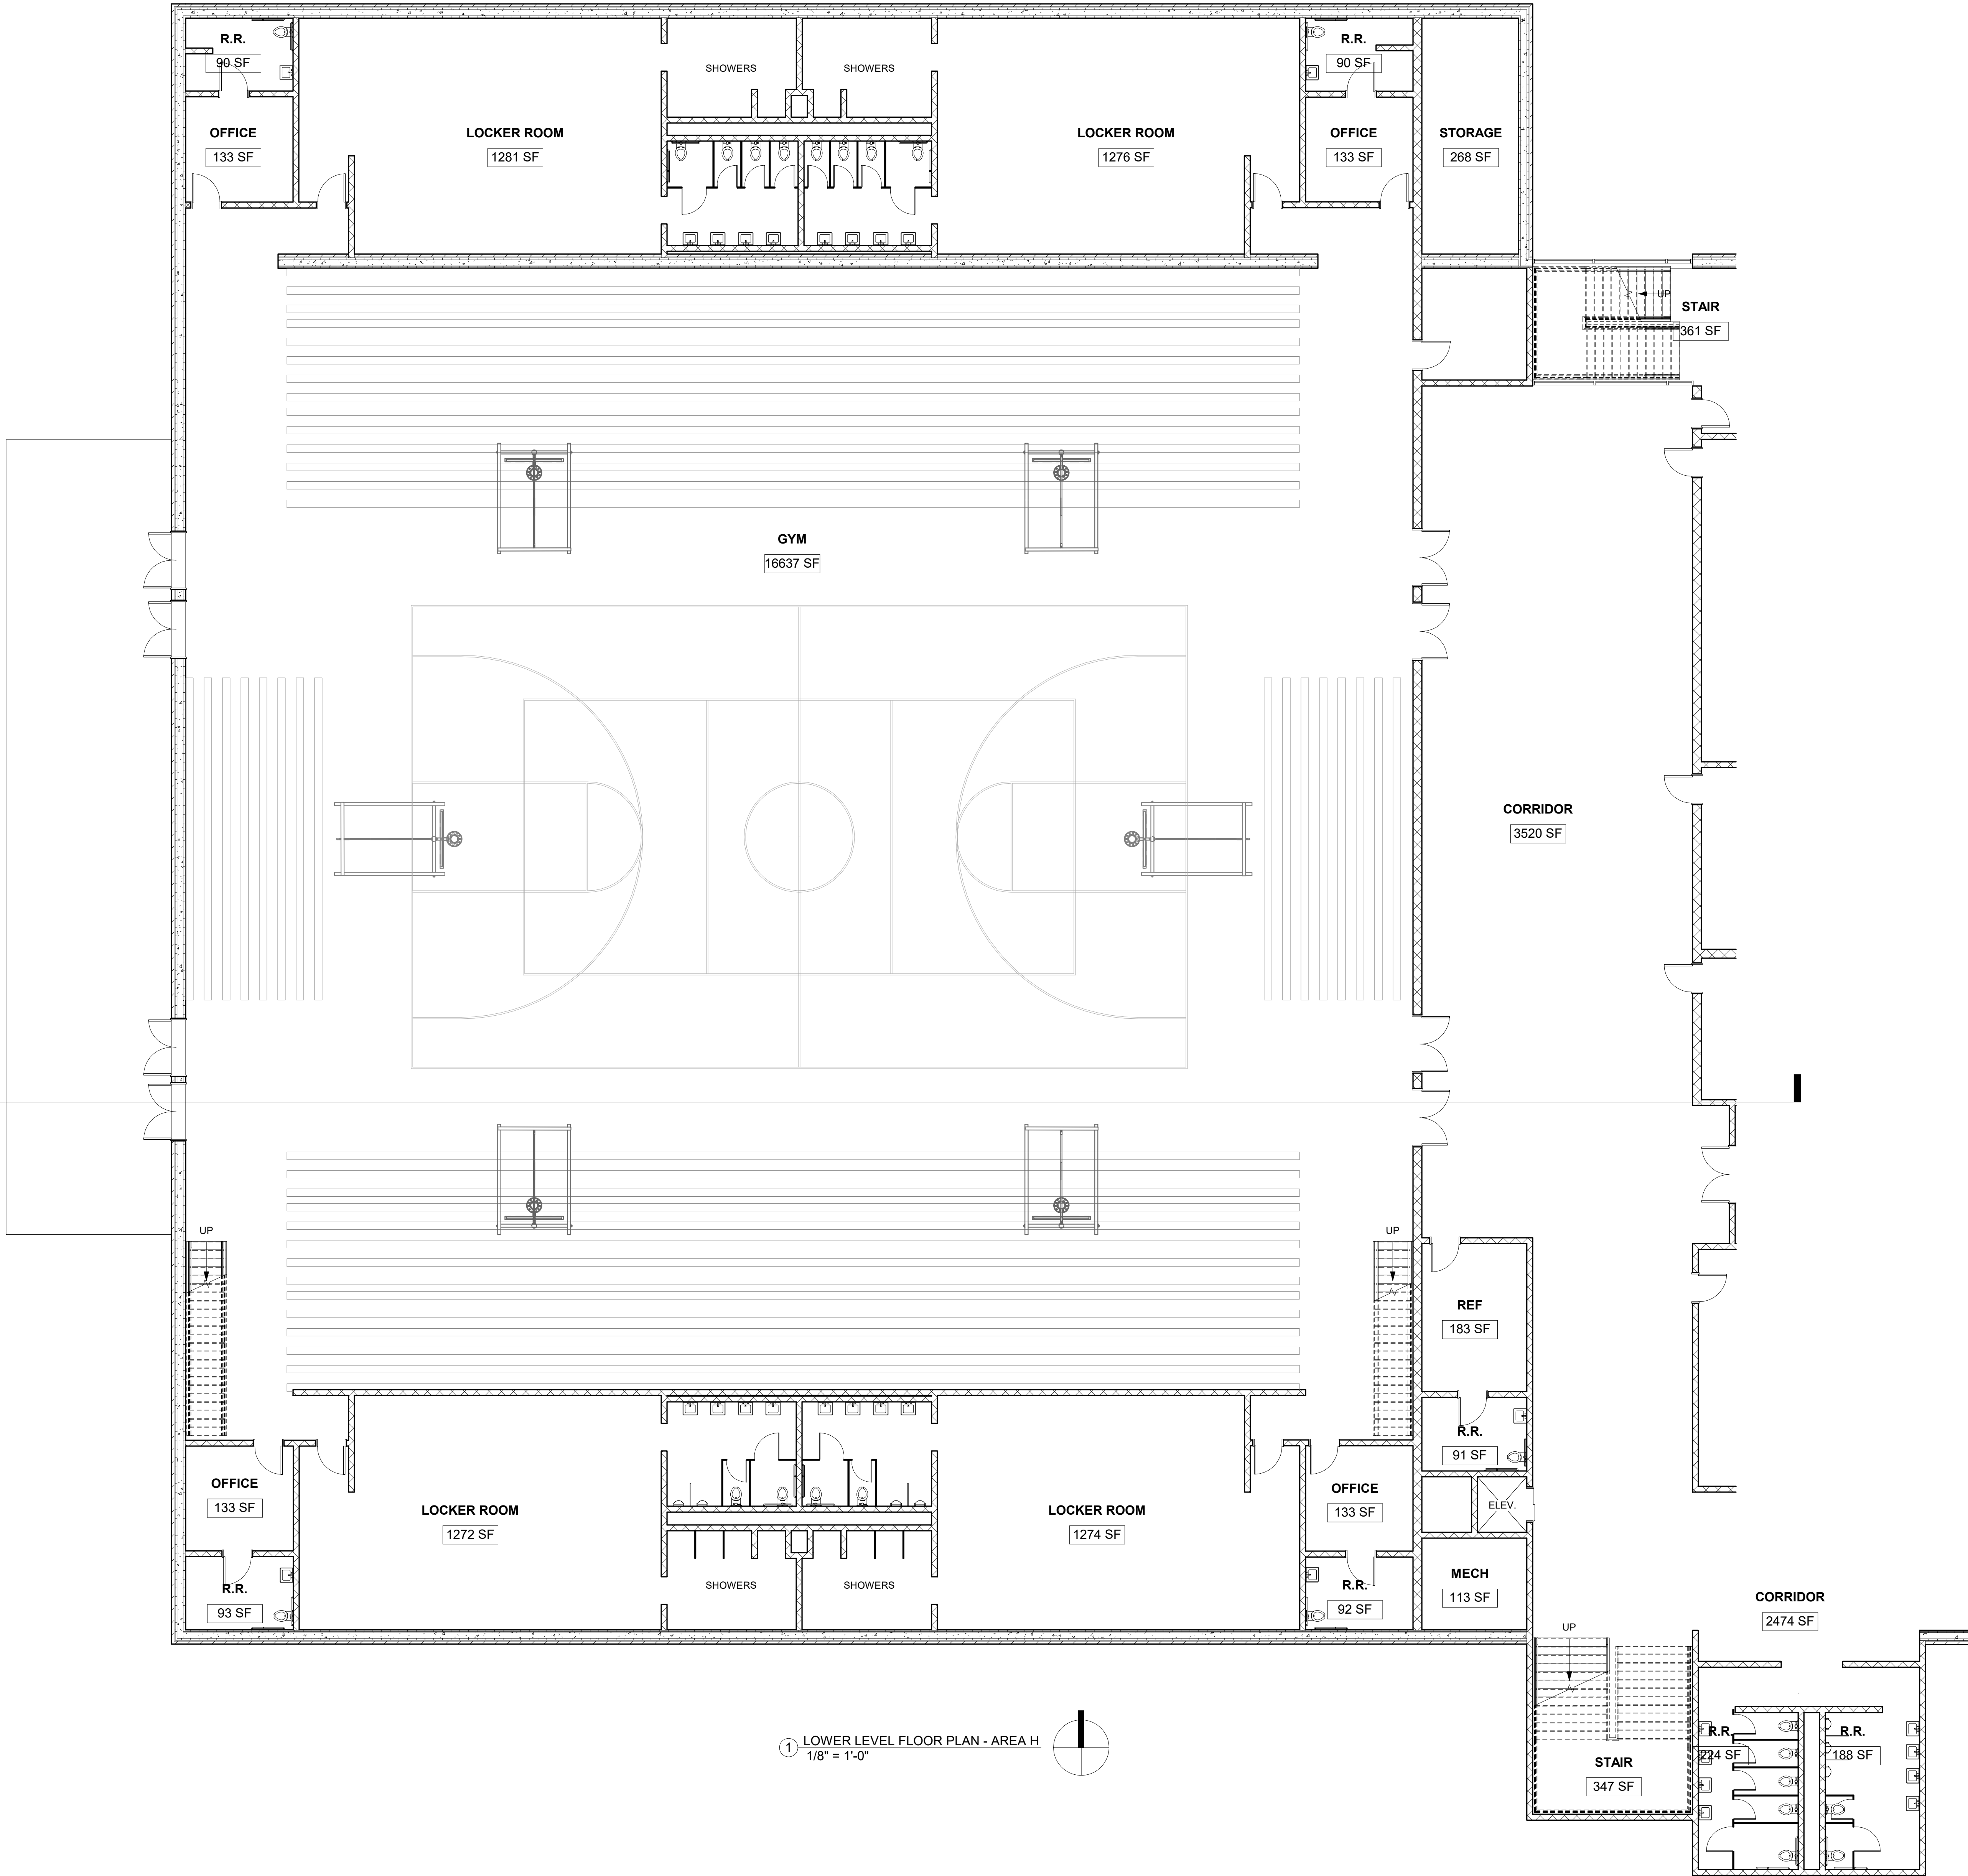 R.R.
90 SF
SHOWERS
SHOWERS
R.R.
90 SF
OFFICE
133 SF
LOCKER ROOM
1281 SF
LOCKER ROOM
1276 SF
OFFICE
133 SF
STORAGE
268 SF
UP
STAIR
361 SF
GYM
16637 SF
CORRIDOR
3520 SF
UP
UP
REF
183 SF
R.R.
91 SF
OFFICE
133 SF
LOCKER ROOM
1272 SF
LOCKER ROOM
1274 SF
OFFICE
133 SF
ELEV.
R.R.
93 SF
SHOWERS
SHOWERS
R.R.
92 SF
MECH
113 SF
CORRIDOR
2474 SF
UP
R.R.
224 SF
R.R.
188 SF
STAIR
347 SF
1 LOWER LEVEL FLOOR PLAN - AREA H
1/8" = 1'-0"